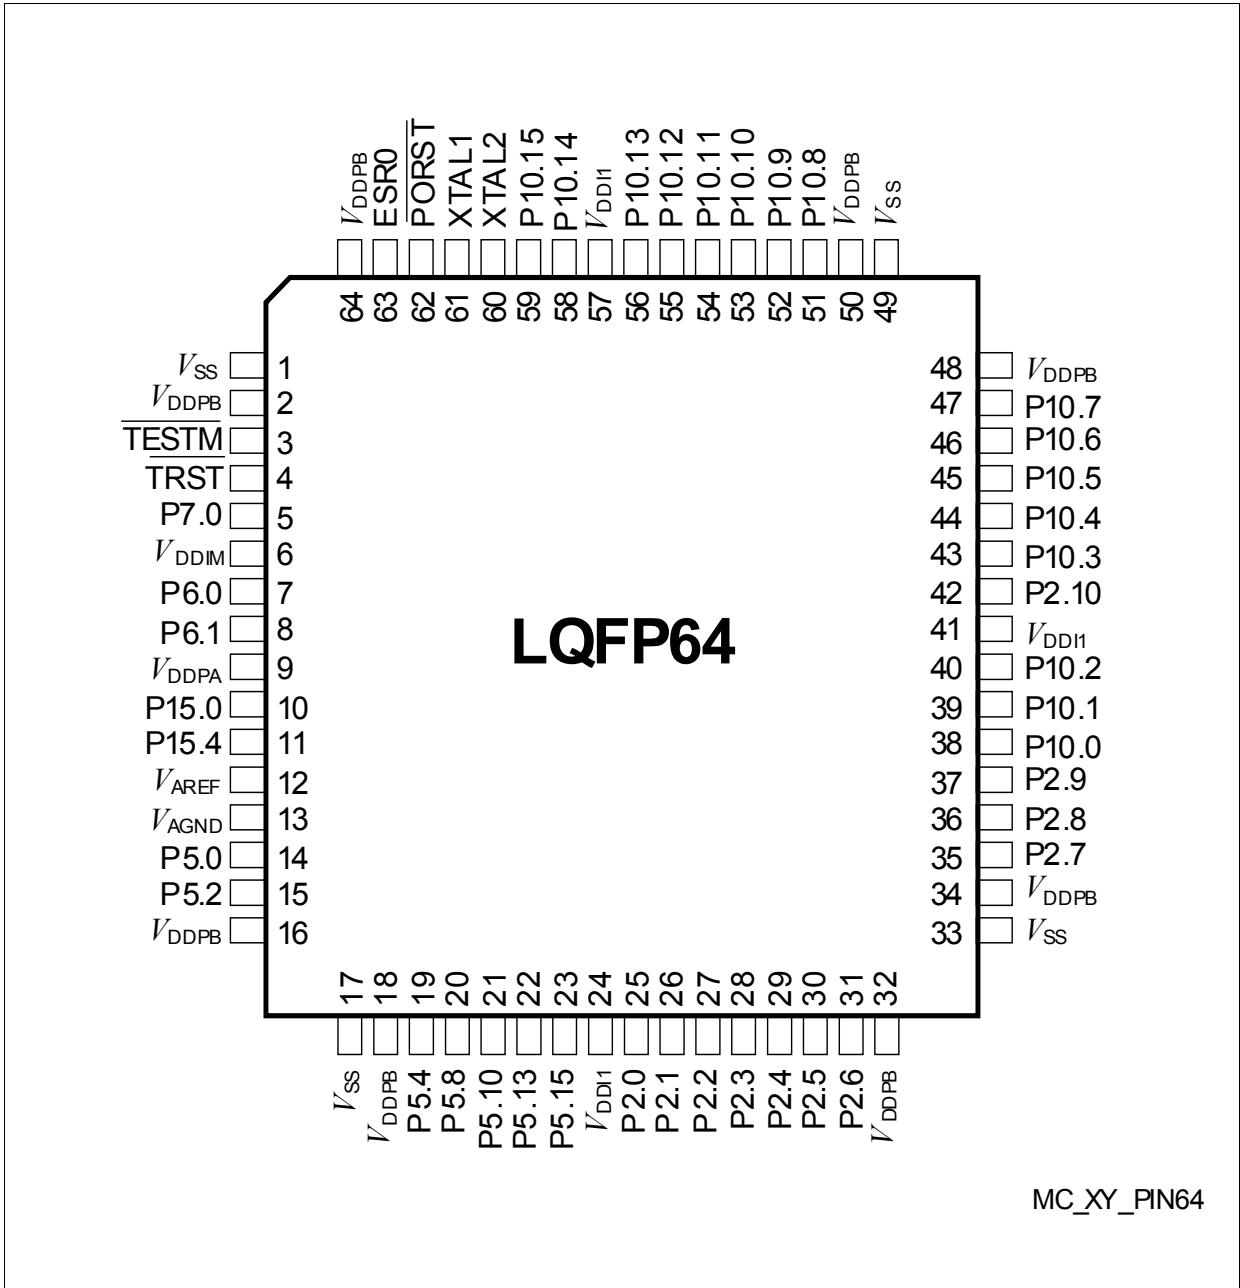 VDDPB
ESR0
PORST
XTAL1
XTAL2
P10.15
P10.14
VDDI1
P10.13
P10.12
P10.11
P10.10
P10.9
P10.8
VDDPB
VSS
64
63
62
61
60
59
58
57
56
55
54
53
52
51
50
49
VSS 1
VDDPB 2
TESTM 3
TRST 4
P7.0 5
VDDIM 6
P6.0 7
P6.1 8
VDDPA 9
P15.0 10
P15.4 11
VAREF 12
VAGND 13
P5.0 14
P5.2 15
VDDPB 16
LQFP64
48 VDDPB
47 P10.7
46 P10.6
45 P10.5
44 P10.4
43 P10.3
42 P2.10
41 VDDI1
40 P10.2
39 P10.1
38 P10.0
37 P2.9
36 P2.8
35 P2.7
34 VDDPB
33 VSS
17
18
19
20
21
22
23
24
25
26
27
28
29
30
31
32
VSS
VDDPB
P5.4
P5.8
P5.10
P5.13
P5.15
VDDI1
P2.0
P2.1
P2.2
P2.3
P2.4
P2.5
P2.6
VDDPB
MC_XY_PIN64